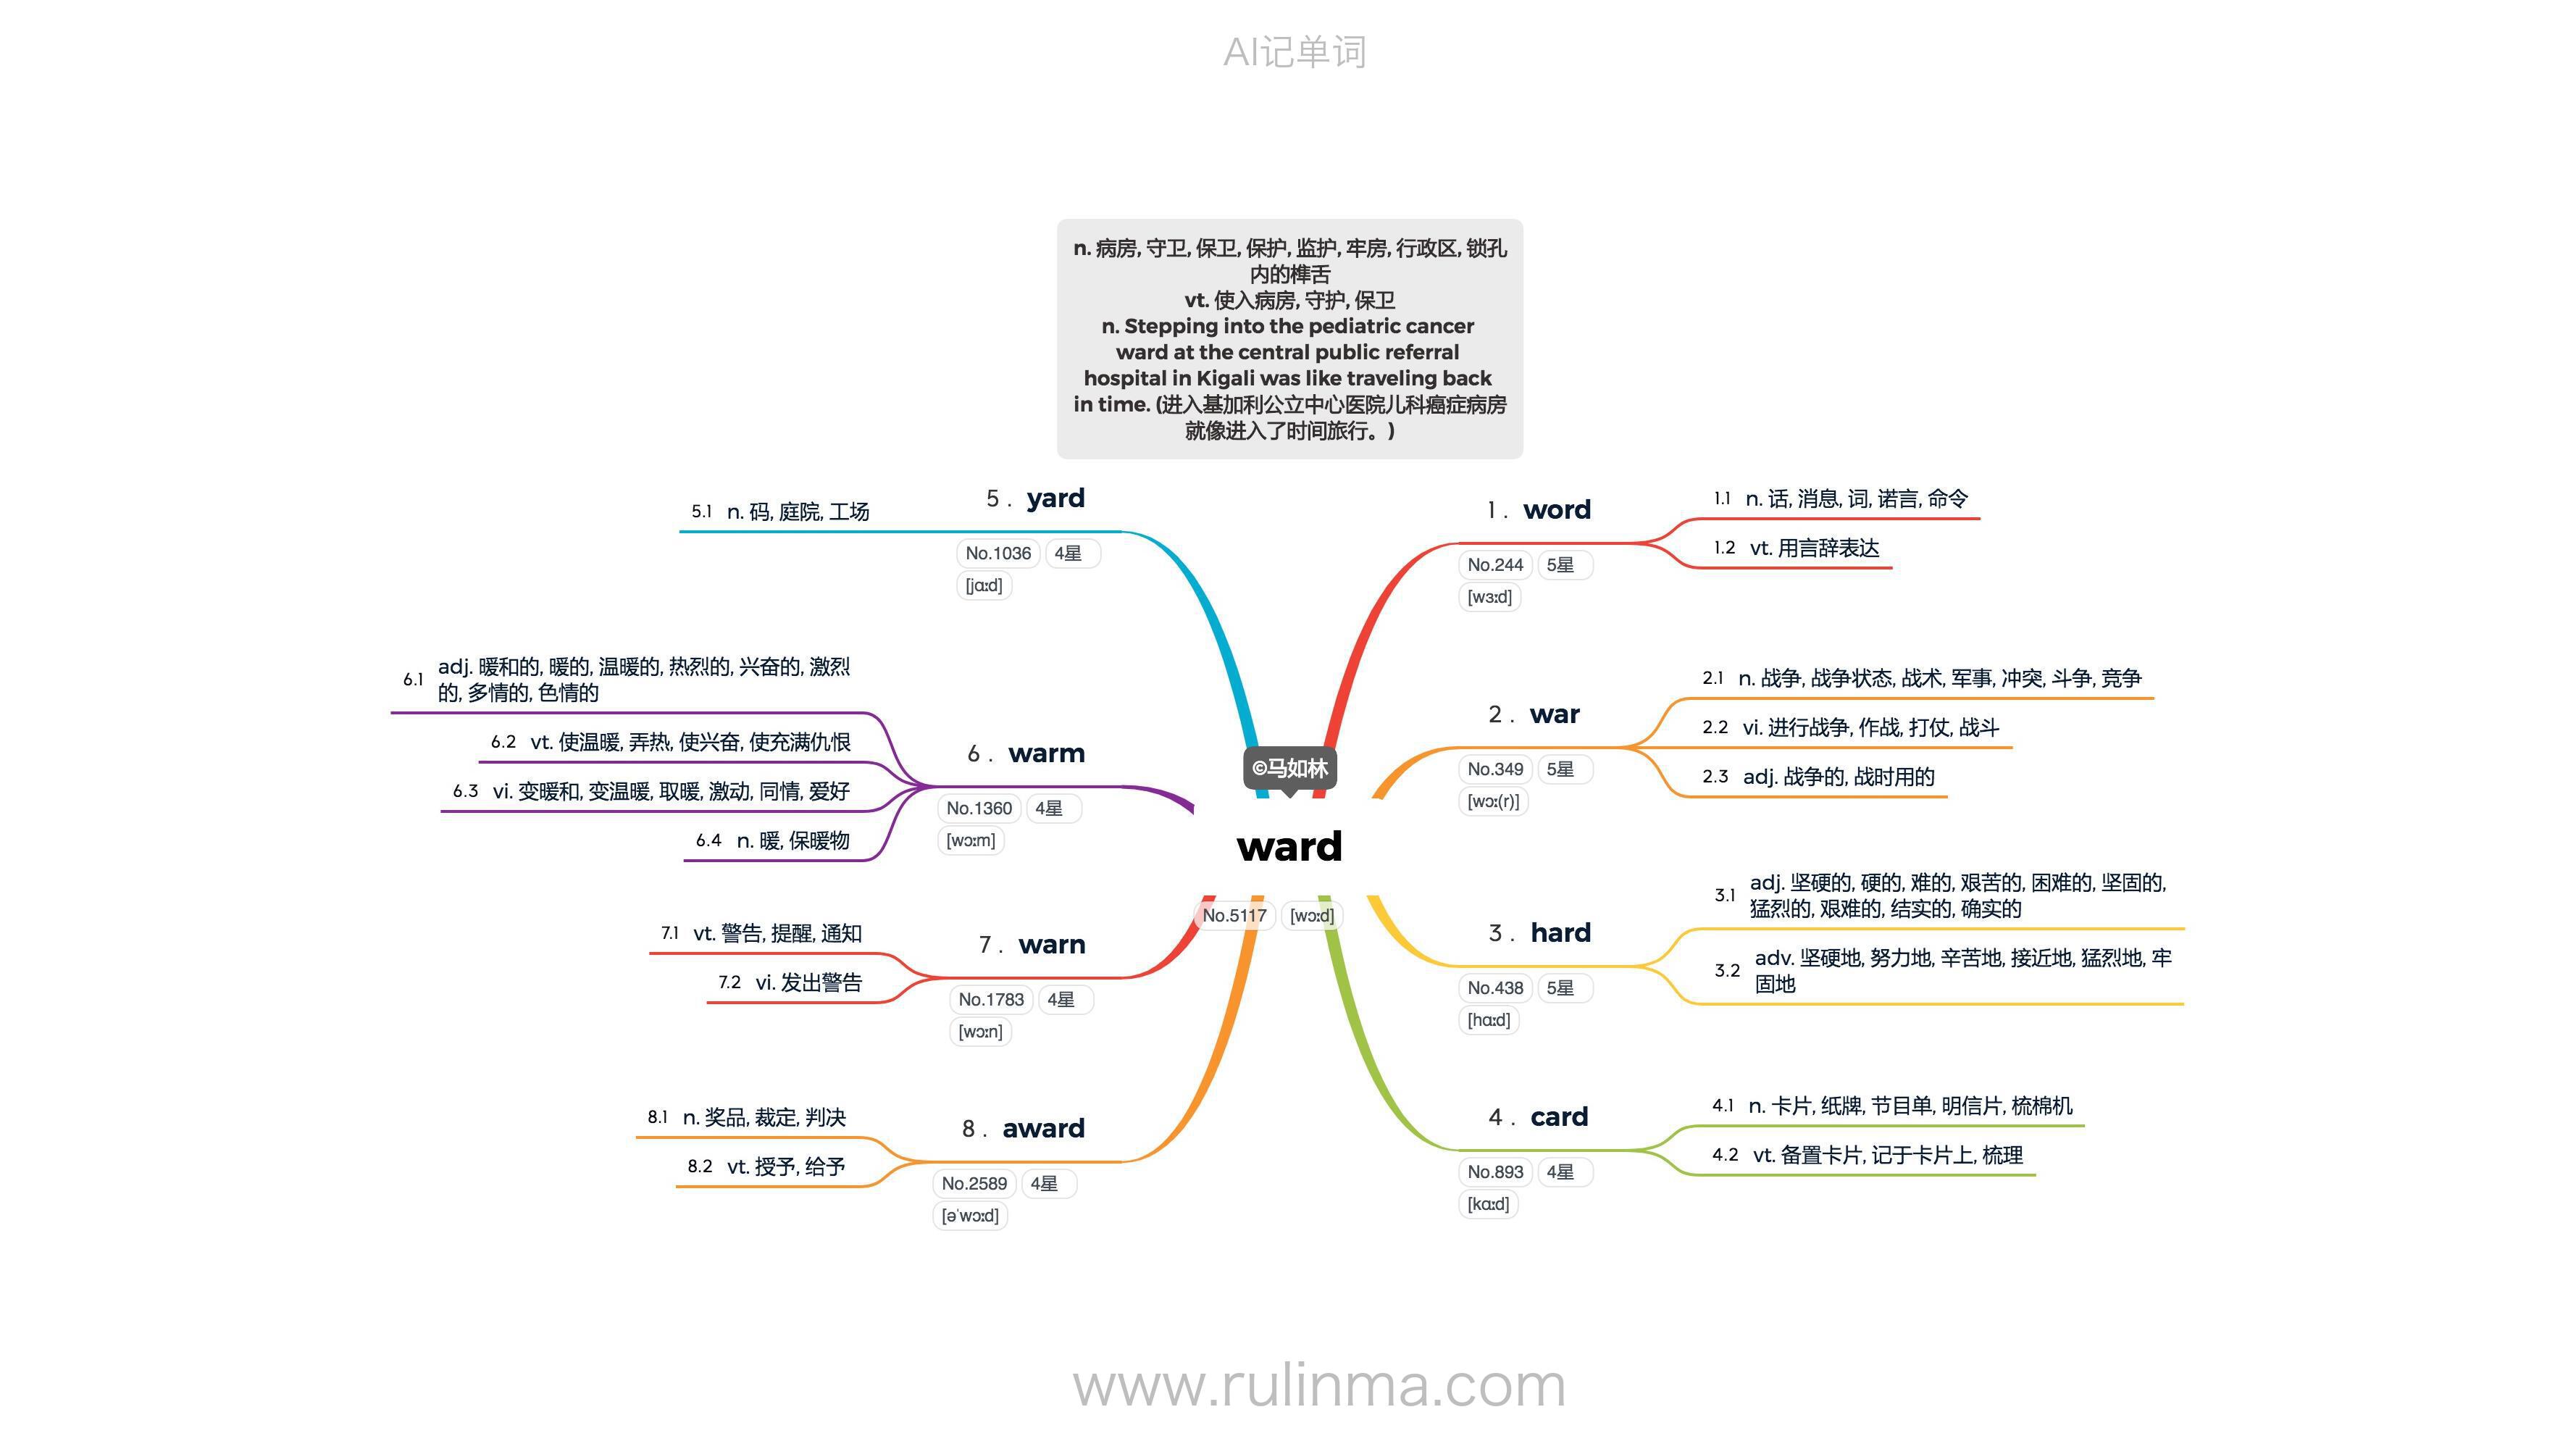 AI记单词
n. 病房, 守卫, 保卫, 保护, 监护, 牢房, 行政区, 锁孔
内的榫舌
vt. 使入病房, 守护, 保卫
n. Stepping into the pediatric cancer
ward at the central public referral
hospital in Kigali was like traveling back
in time. (进入基加利公立中心医院儿科癌症病房
就像进入了时间旅行。)
©马如林
ward
No.5117 [wɔːd]
1. word
No.244 5星
[wɜːd]
1.1 n. 话, 消息, 词, 诺言, 命令
1.2 vt. 用言辞表达
2. war
No.349 5星
[wɔː(r)]
2.1 n. 战争, 战争状态, 战术, 军事, 冲突, 斗争, 竞争
2.2 vi. 进行战争, 作战, 打仗, 战斗
2.3 adj. 战争的, 战时用的
3. hard
No.438 5星
[hɑːd]
3.1 adj. 坚硬的, 硬的, 难的, 艰苦的, 困难的, 坚固的,
猛烈的, 艰难的, 结实的, 确实的
3.2 adv. 坚硬地, 努力地, 辛苦地, 接近地, 猛烈地, 牢
固地
4. card
No.893 4星
[kɑːd]
4.1 n. 卡片, 纸牌, 节目单, 明信片, 梳棉机
4.2 vt. 备置卡片, 记于卡片上, 梳理
5. yard
No.1036 4星
[jɑːd]
5.1 n. 码, 庭院, 工场
6. warm
No.1360 4星
[wɔːm]
6.1 adj. 暖和的, 暖的, 温暖的, 热烈的, 兴奋的, 激烈
的, 多情的, 色情的
6.2 vt. 使温暖, 弄热, 使兴奋, 使充满仇恨
6.3 vi. 变暖和, 变温暖, 取暖, 激动, 同情, 爱好
6.4 n. 暖, 保暖物
7. warn
No.1783 4星
[wɔːn]
7.1 vt. 警告, 提醒, 通知
7.2 vi. 发出警告
8. award
No.2589 4星
[əˈwɔːd]
8.1 n. 奖品, 裁定, 判决
8.2 vt. 授予, 给予
www.rulinma.com